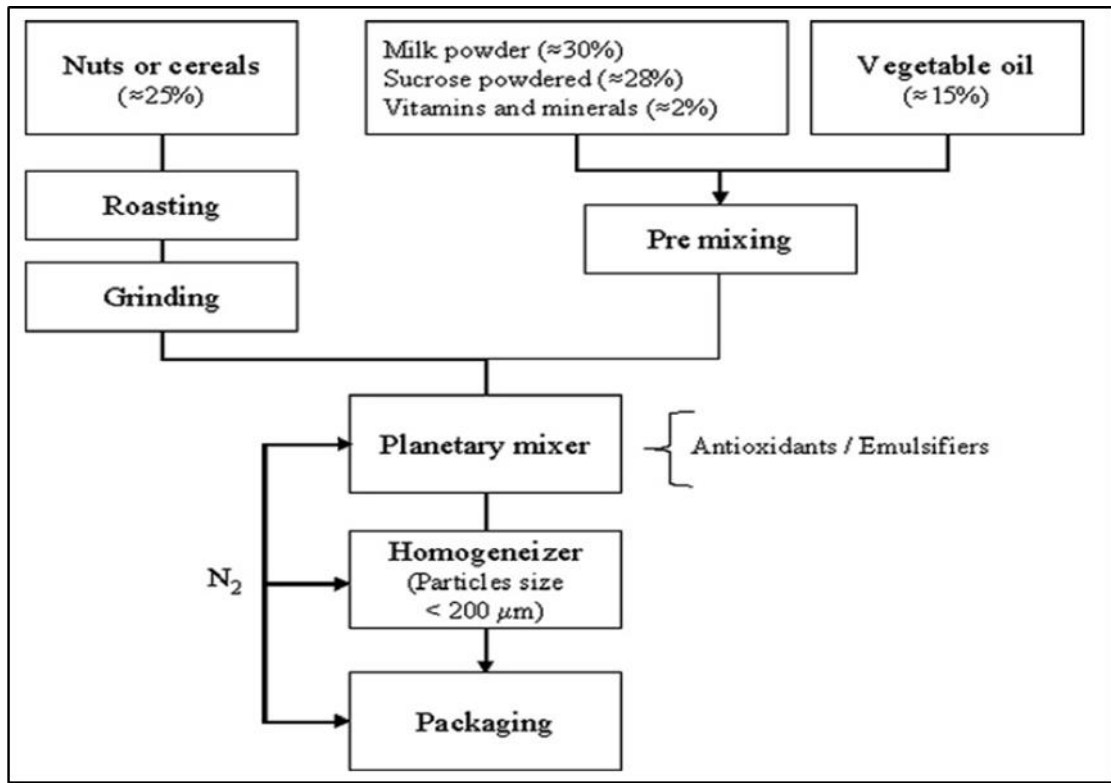 Nuts or cereals
(≈25%)
Milk powder (≈30%)
Sucrose powdered (≈28%)
Vitamins and minerals (≈2%)
Vegetable oil
(≈15%)
Roasting
Pre mixing
Grinding
Planetary mixer
Antioxidants / Emulsifiers
Homogeneizer
(Particles size
< 200 μm)
N₂
Packaging